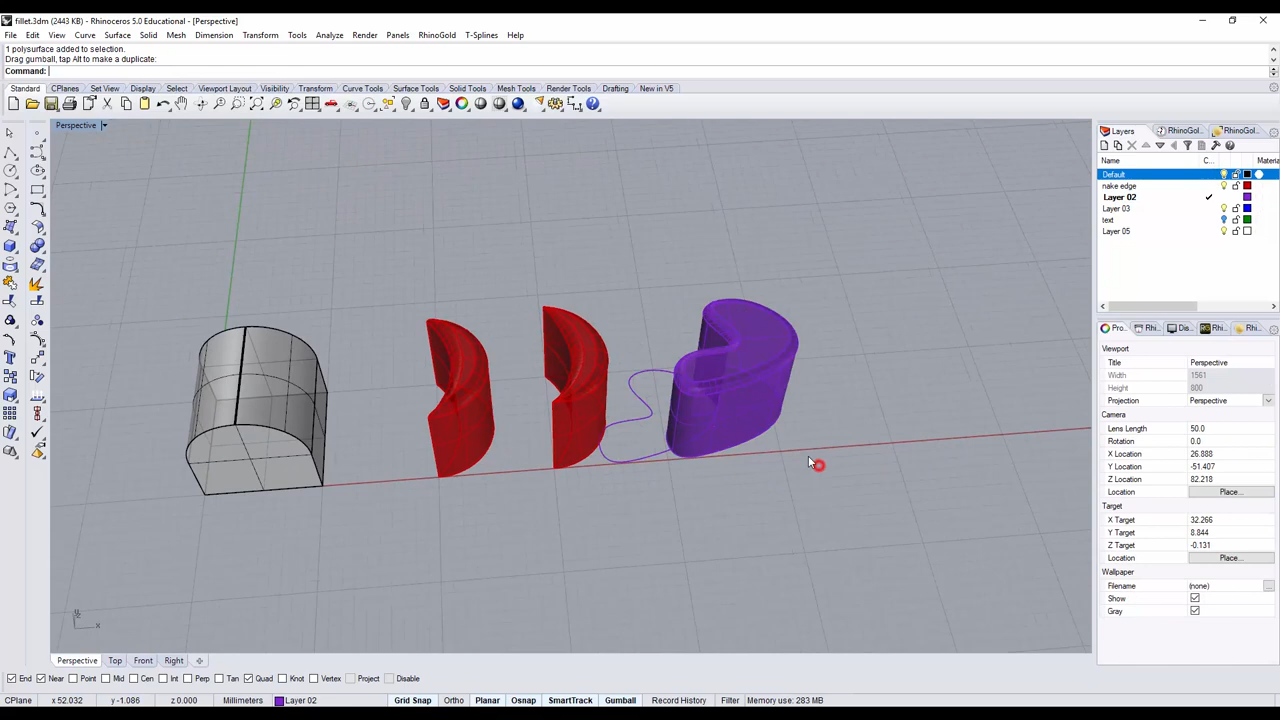 fillet.3dm (2443 KB) - Rhinoceros 5.0 Educational - [Perspective]
File Edit View Curve Surface Solid Mesh Dimension Transform Tools Analyze Render Panels RhinoGold T-Splines Help
1 polysurface added to selection.
Drag gumball, tap Alt to make a duplicate:
Command:
Standard CPlanes Set View Display Select Viewport Layout Visibility Transform Curve Tools Surface Tools Solid Tools Mesh Tools Render Tools Drafting New in V5
Perspective
Layers RhinoGol... RhinoGold...
Name C... Material
Default
nake edge
Layer 02
Layer 03
text
Layer 05
Pro... Rhi... Dis... Rhi... Rhi...
Viewport
Title Perspective
Width 1561
Height 800
Projection Perspective
Camera
Lens Length 50.0
Rotation 0.0
X Location 26.888
Y Location -51.407
Z Location 82.218
Location Place...
Target
X Target 32.266
Y Target 8.844
Z Target -0.131
Location Place...
Wallpaper
Filename (none) ...
Show
Gray
x
Perspective Top Front Right
End Near Point Mid Cen Int Perp Tan Quad Knot Vertex Project Disable
CPlane x 52.032 y -1.086 z 0.000 Millimeters Layer 02 Grid Snap Ortho Planar Osnap SmartTrack Gumball Record History Filter Memory use: 283 MB